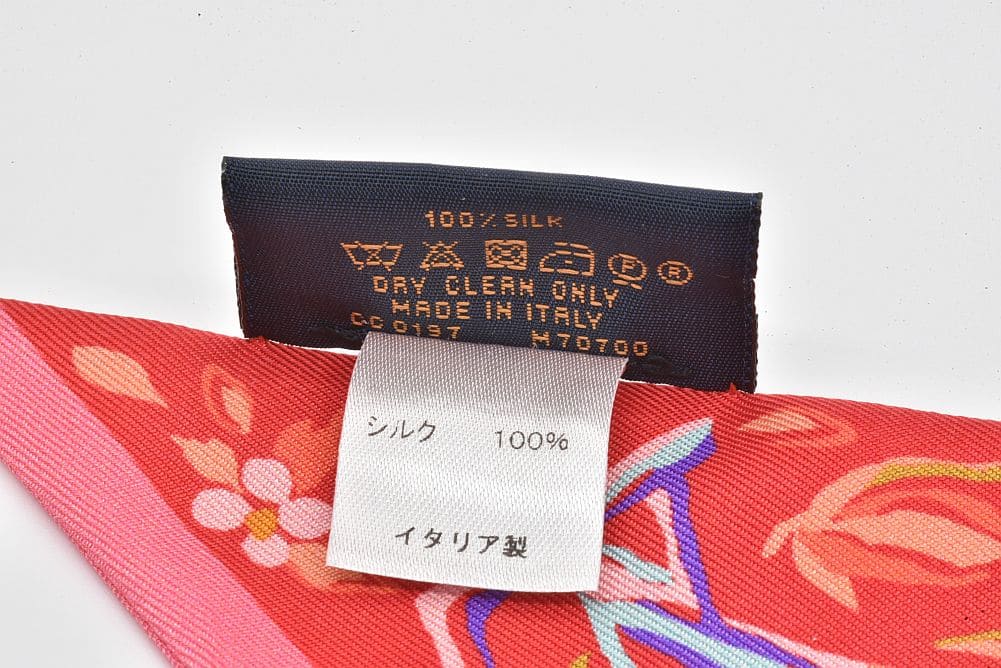 100% SILK
P R
DRY CLEAN ONLY
MADE IN ITALY
CC 0197 M70700
シルク 100%
イタリア製